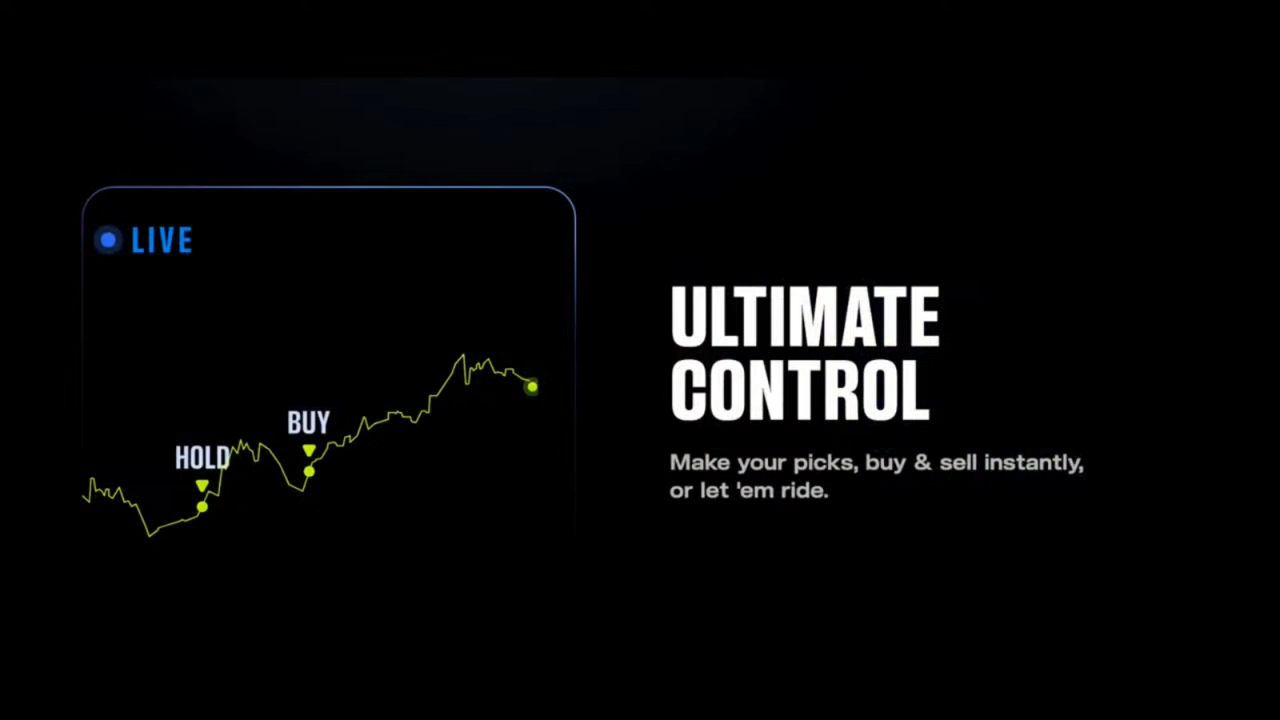 LIVE
BUY
HOLD
ULTIMATE
CONTROL
Make your picks, buy & sell instantly,
or let 'em ride.